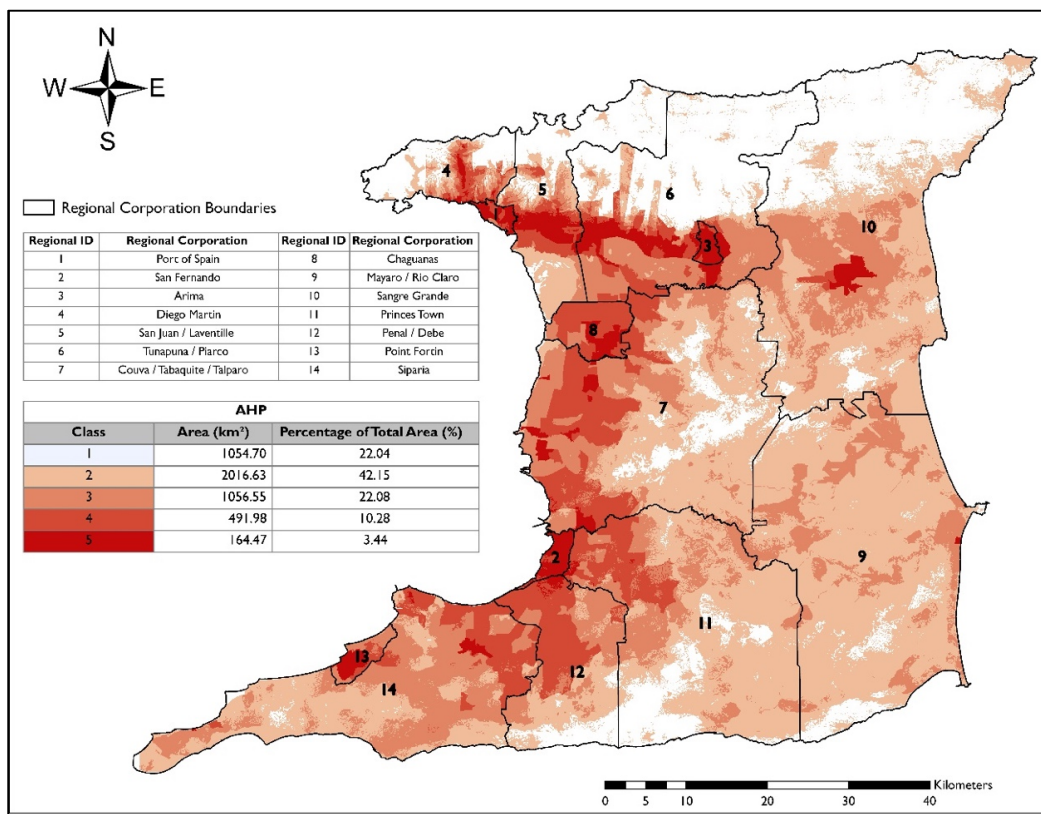 N
W E
S
Regional Corporation Boundaries
Regional ID Regional Corporation Regional ID Regional Corporation
1 Port of Spain 8 Chaguanas
2 San Fernando 9 Mayaro / Rio Claro
3 Arima 10 Sangre Grande
4 Diego Martin 11 Princes Town
5 San Juan / Laventille 12 Penal / Debe
6 Tunapuna / Piarco 13 Point Fortin
7 Couva / Tabaquite / Talparo 14 Siparia
AHP
Class Area (km²) Percentage of Total Area (%)
1 1054.70 22.04
2 2016.63 42.15
3 1056.55 22.08
4 491.98 10.28
5 164.47 3.44
4
5
6
1
3
10
8
7
2
9
11
13
12
14
Kilometers
0 5 10 20 30 40